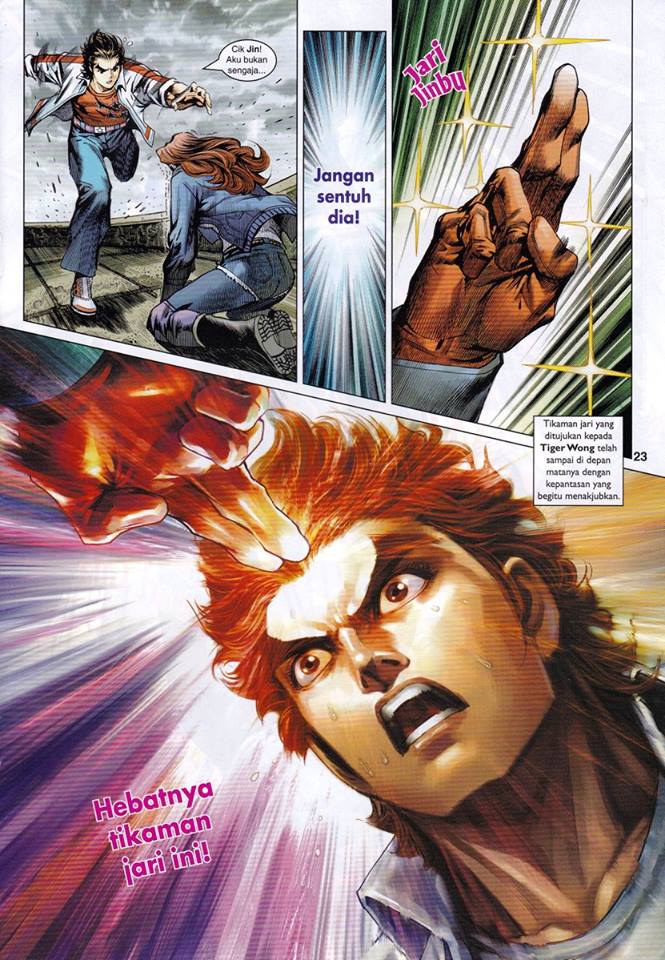 Cik Jin!
Aku bukan
sengaja...
Jangan
sentuh
dia!
Jari
Jinbu
Tikaman jari yang
ditujukan kepada
Tiger Wong telah
sampai di depan
matanya dengan
kepantasan yang
begitu menakjubkan.
23
Hebatnya
tikaman
jari ini!